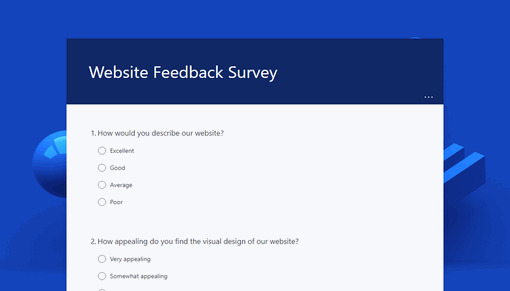 Website Feedback Survey
...
1. How would you describe our website?
Excellent
Good
Average
Poor
2. How appealing do you find the visual design of our website?
Very appealing
Somewhat appealing